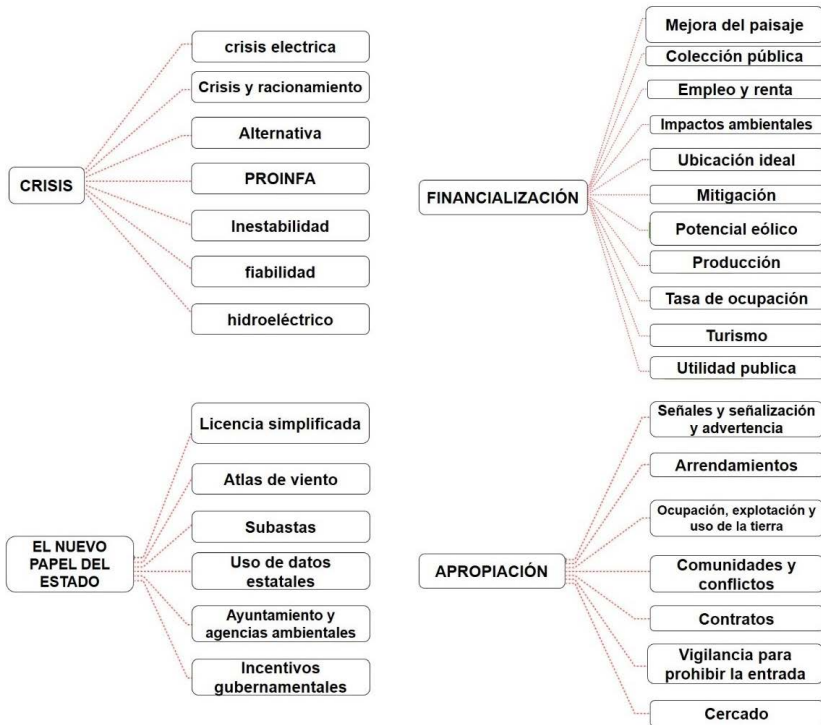 CRISIS
crisis electrica
Crisis y racionamiento
Alternativa
PROINFA
Inestabilidad
fiabilidad
hidroeléctrico
FINANCIALIZACIÓN
Mejora del paisaje
Colección pública
Empleo y renta
Impactos ambientales
Ubicación ideal
Mitigación
Potencial eólico
Producción
Tasa de ocupación
Turismo
Utilidad publica
EL NUEVO
PAPEL DEL
ESTADO
Licencia simplificada
Atlas de viento
Subastas
Uso de datos
estatales
Ayuntamiento y
agencias ambientales
Incentivos
gubernamentales
APROPIACIÓN
Señales y señalización
y advertencia
Arrendamientos
Ocupación, explotación y
uso de la tierra
Comunidades y
conflictos
Contratos
Vigilancia para
prohibir la entrada
Cercado